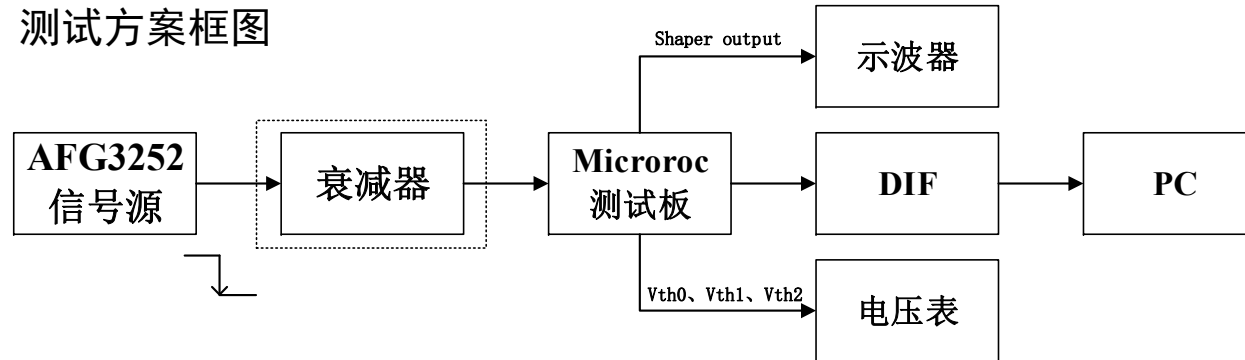 测试方案框图
Shaper output
示波器
AFG3252
信号源
衰减器
Microroc
测试板
DIF
PC
Vth0、Vth1、Vth2
电压表